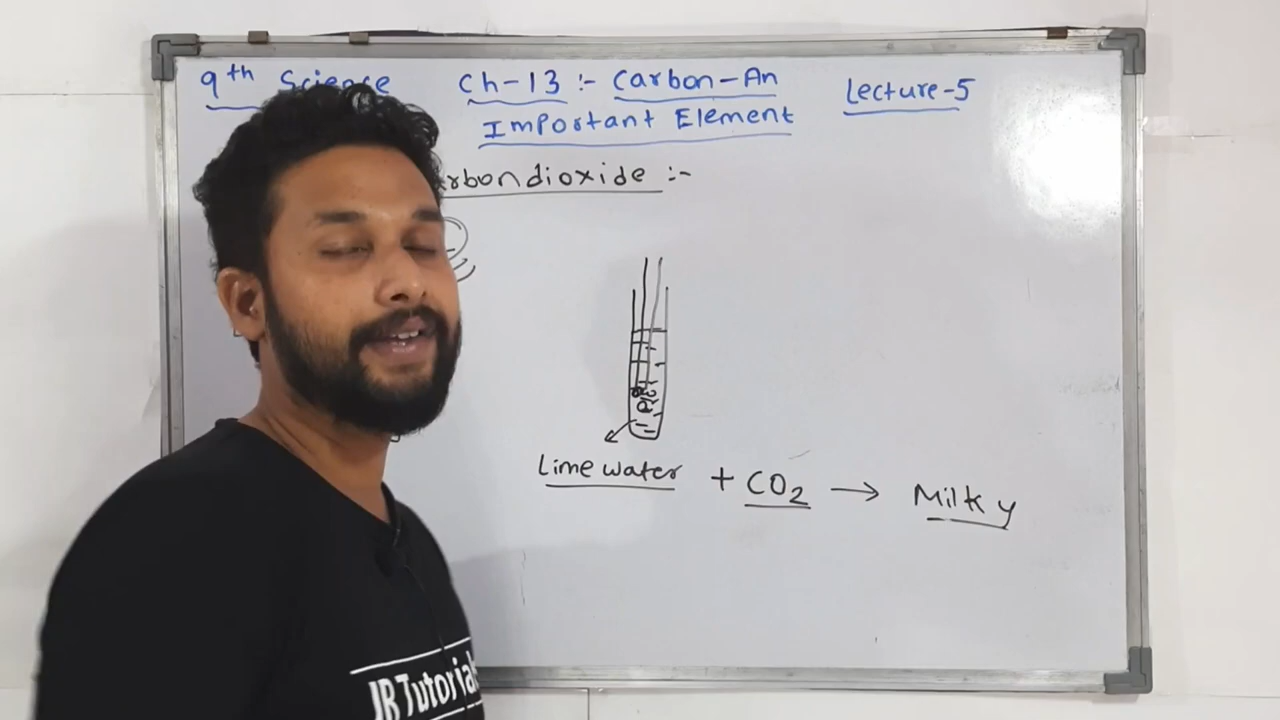 9th Science Ch-13 :- Carbon-An Lecture-5
Important Element
rbondioxide :-
Lime water + CO2 → Milky
JB Tutorial